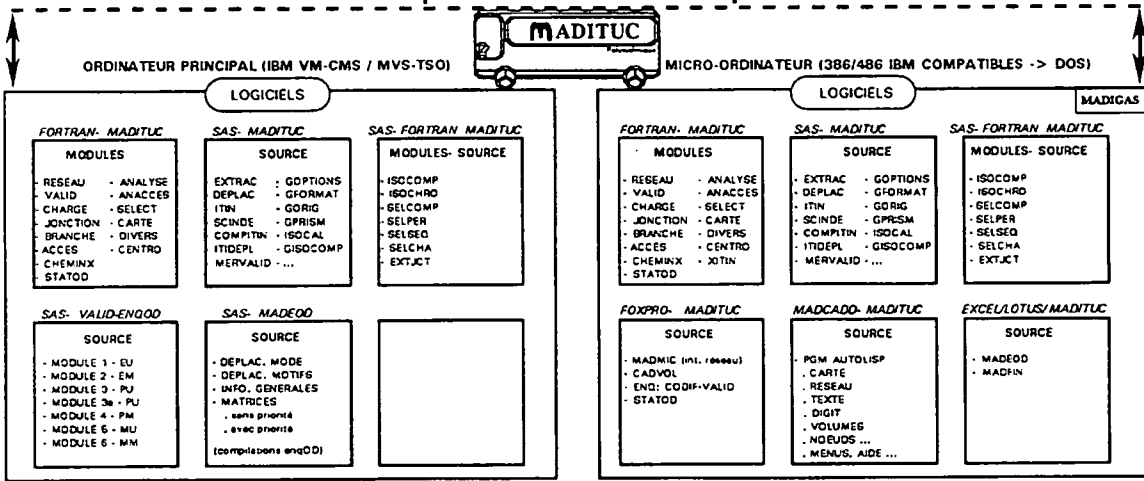 MADITUC
ORDINATEUR PRINCIPAL (IBM VM-CMS / MVS-TSO)
MICRO-ORDINATEUR (386/486 IBM COMPATIBLES -> DOS)
LOGICIELS
FORTRAN- MADITUC
MODULES
- RESEAU - ANALYSE
- VALID - ANACCES
- CHARGE - SELECT
- JONCTION - CARTE
- BRANCHE - DIVERS
- ACCES - CENTRO
- CHEMINX
- STATOD
SAS- MADITUC
SOURCE
- EXTRAC - GOPTIONS
- DEPLAC - GFORMAT
- ITIN - GORIG
- SCINDE - GPRISM
- COMPITIN - ISOCAL
- ITIDEPL - GISOCOMP
- MERVALID - ...
SAS- FORTRAN MADITUC
MODULES- SOURCE
- ISOCOMP
- ISOCHRO
- SELCOMP
- SELPER
- SELSEQ
- SELCHA
- EXTJCT
SAS- VALID-ENQOD
SOURCE
- MODULE 1 - EU
- MODULE 2 - EM
- MODULE 3 - PU
- MODULE 3a - PU
- MODULE 4 - PM
- MODULE 5 - MU
- MODULE 6 - MM
SAS- MADEOD
SOURCE
- DEPLAC. MODE
- DEPLAC. MOTIFS
- INFO. GENERALES
- MATRICES
. sans priorité
. avec priorité
(compilations enqOD)
LOGICIELS
MADIGAS
FORTRAN- MADITUC
MODULES
- RESEAU - ANALYSE
- VALID - ANACCES
- CHARGE - SELECT
- JONCTION - CARTE
- BRANCHE - DIVERS
- ACCES - CENTRO
- CHEMINX - XITIN
- STATOD
SAS- MADITUC
SOURCE
- EXTRAC - GOPTIONS
- DEPLAC - GFORMAT
- ITIN - GORIG
- SCINDE - GPRISM
- COMPITIN - ISOCAL
- ITIDEPL - GISOCOMP
- MERVALID - ...
SAS- FORTRAN MADITUC
MODULES- SOURCE
- ISOCOMP
- ISOCHRO
- SELCOMP
- SELPER
- SELSEQ
- SELCHA
- EXTJCT
FOXPRO- MADITUC
SOURCE
- MADMIC (int. réseau)
- CADVOL
- ENQ: CODIF-VALID
- STATOD
MADCADD- MADITUC
SOURCE
- PGM AUTOLISP
. CARTE
. RESEAU
. TEXTE
. DIGIT
. VOLUMES
. NOEUDS ...
. MENUS, AIDE ...
EXCEL/LOTUS/MADITUC
SOURCE
- MADEOD
- MADFIN